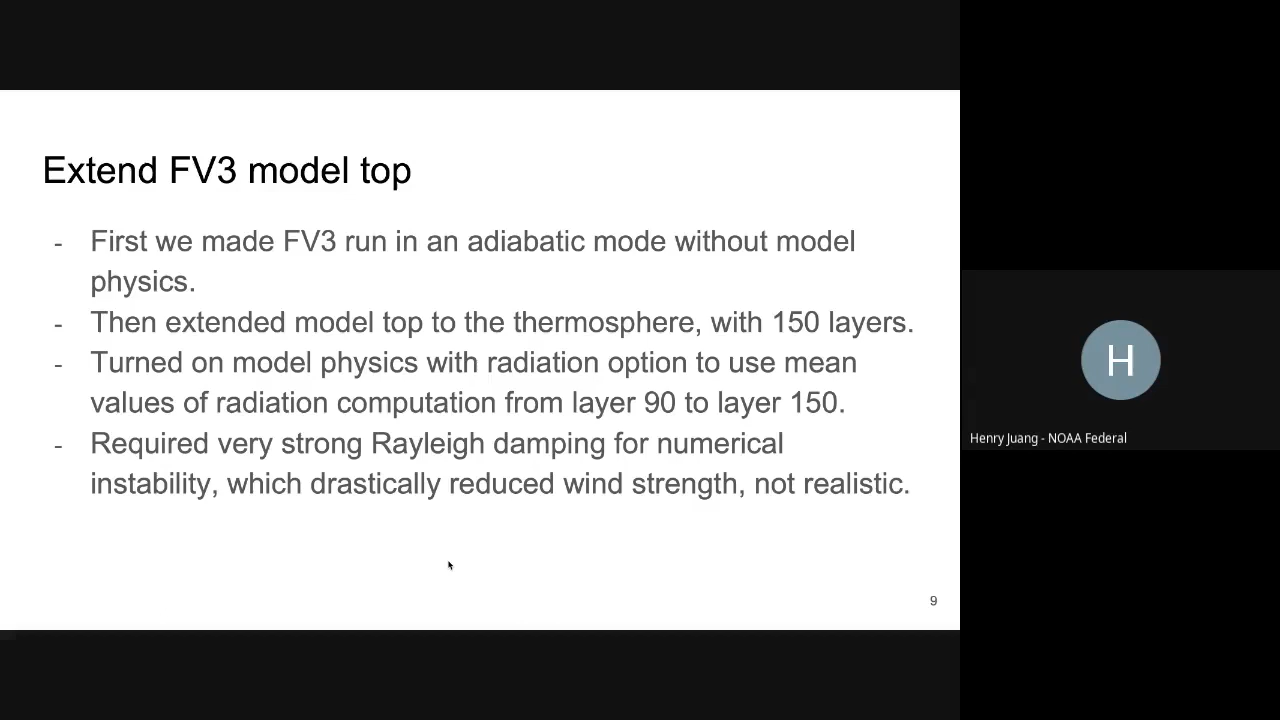 Extend FV3 model top
- First we made FV3 run in an adiabatic mode without model
physics.
- Then extended model top to the thermosphere, with 150 layers.
- Turned on model physics with radiation option to use mean
values of radiation computation from layer 90 to layer 150.
- Required very strong Rayleigh damping for numerical
instability, which drastically reduced wind strength, not realistic.
9
H
Henry Juang - NOAA Federal